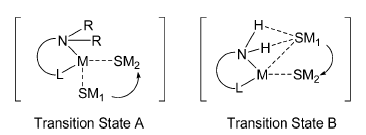 R
N R
M SM2
L
SM1
H
H SM1
N
M SM2
L
Transition State A
Transition State B